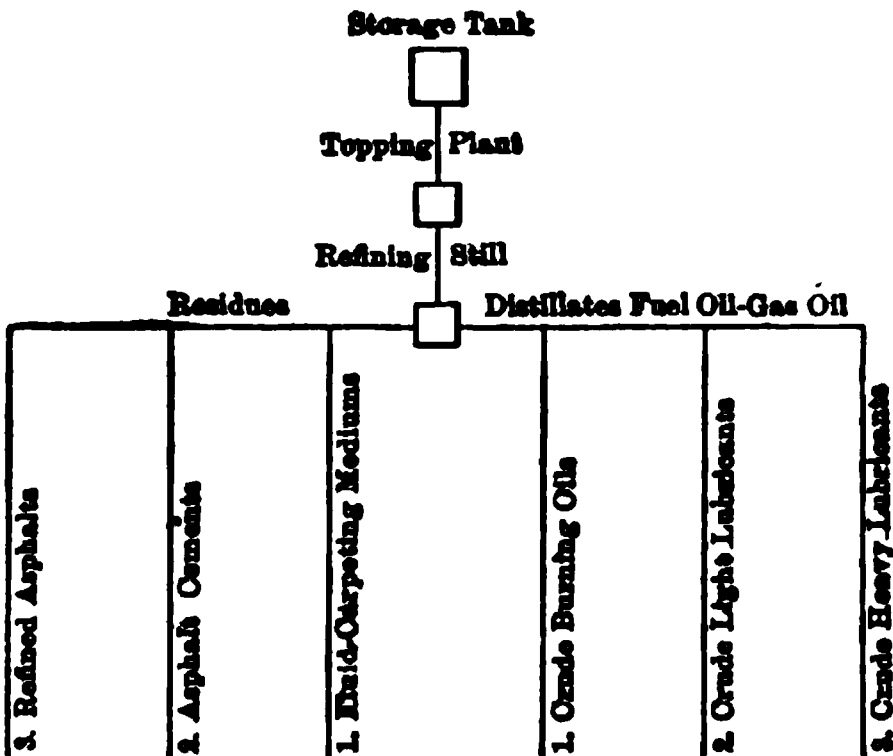 Storage Tank
Topping Plant
Refining Still
Residues
Distillates Fuel Oil-Gas Oil
3. Refined Asphalts
2. Asphalt Cements
1. Fluid-Carpeting Mediums
1. Crude Burning Oils
2. Crude Light Lubricants
3. Crude Heavy Lubricants